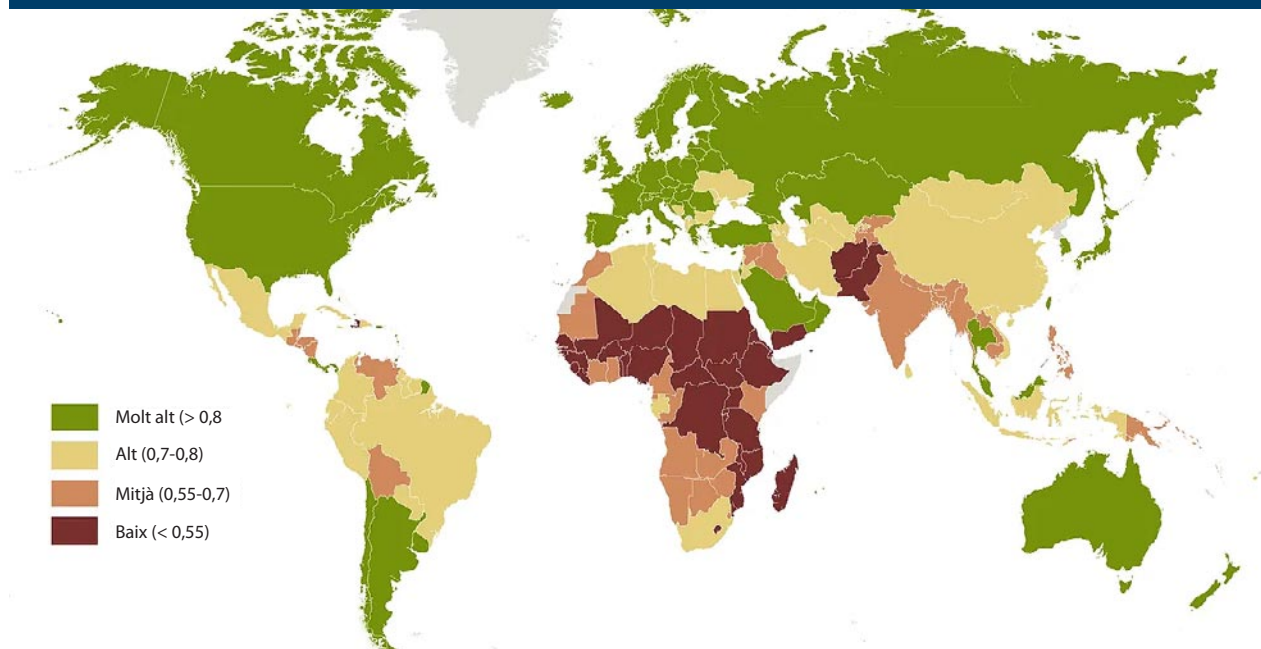 Molt alt (> 0,8
Alt (0,7-0,8)
Mitjà (0,55-0,7)
Baix (< 0,55)